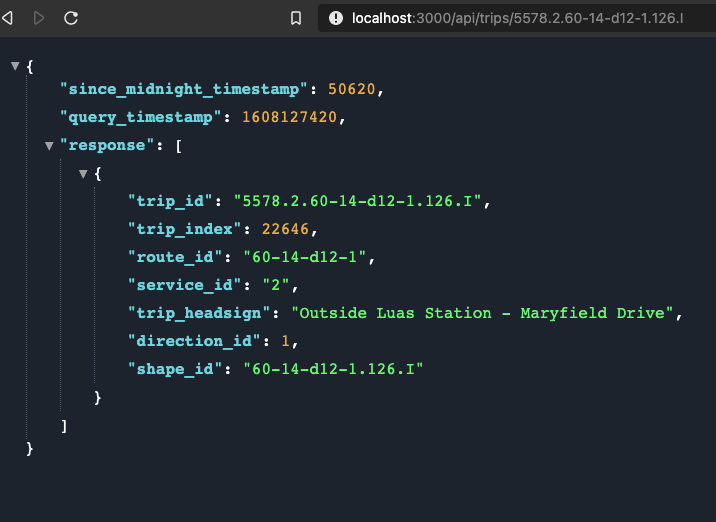 localhost:3000/api/trips/5578.2.60-14-d12-1.126.I
{
"since_midnight_timestamp": 50620,
"query_timestamp": 1608127420,
"response": [
{
"trip_id": "5578.2.60-14-d12-1.126.I",
"trip_index": 22646,
"route_id": "60-14-d12-1",
"service_id": "2",
"trip_headsign": "Outside Luas Station - Maryfield Drive",
"direction_id": 1,
"shape_id": "60-14-d12-1.126.I"
}
]
}